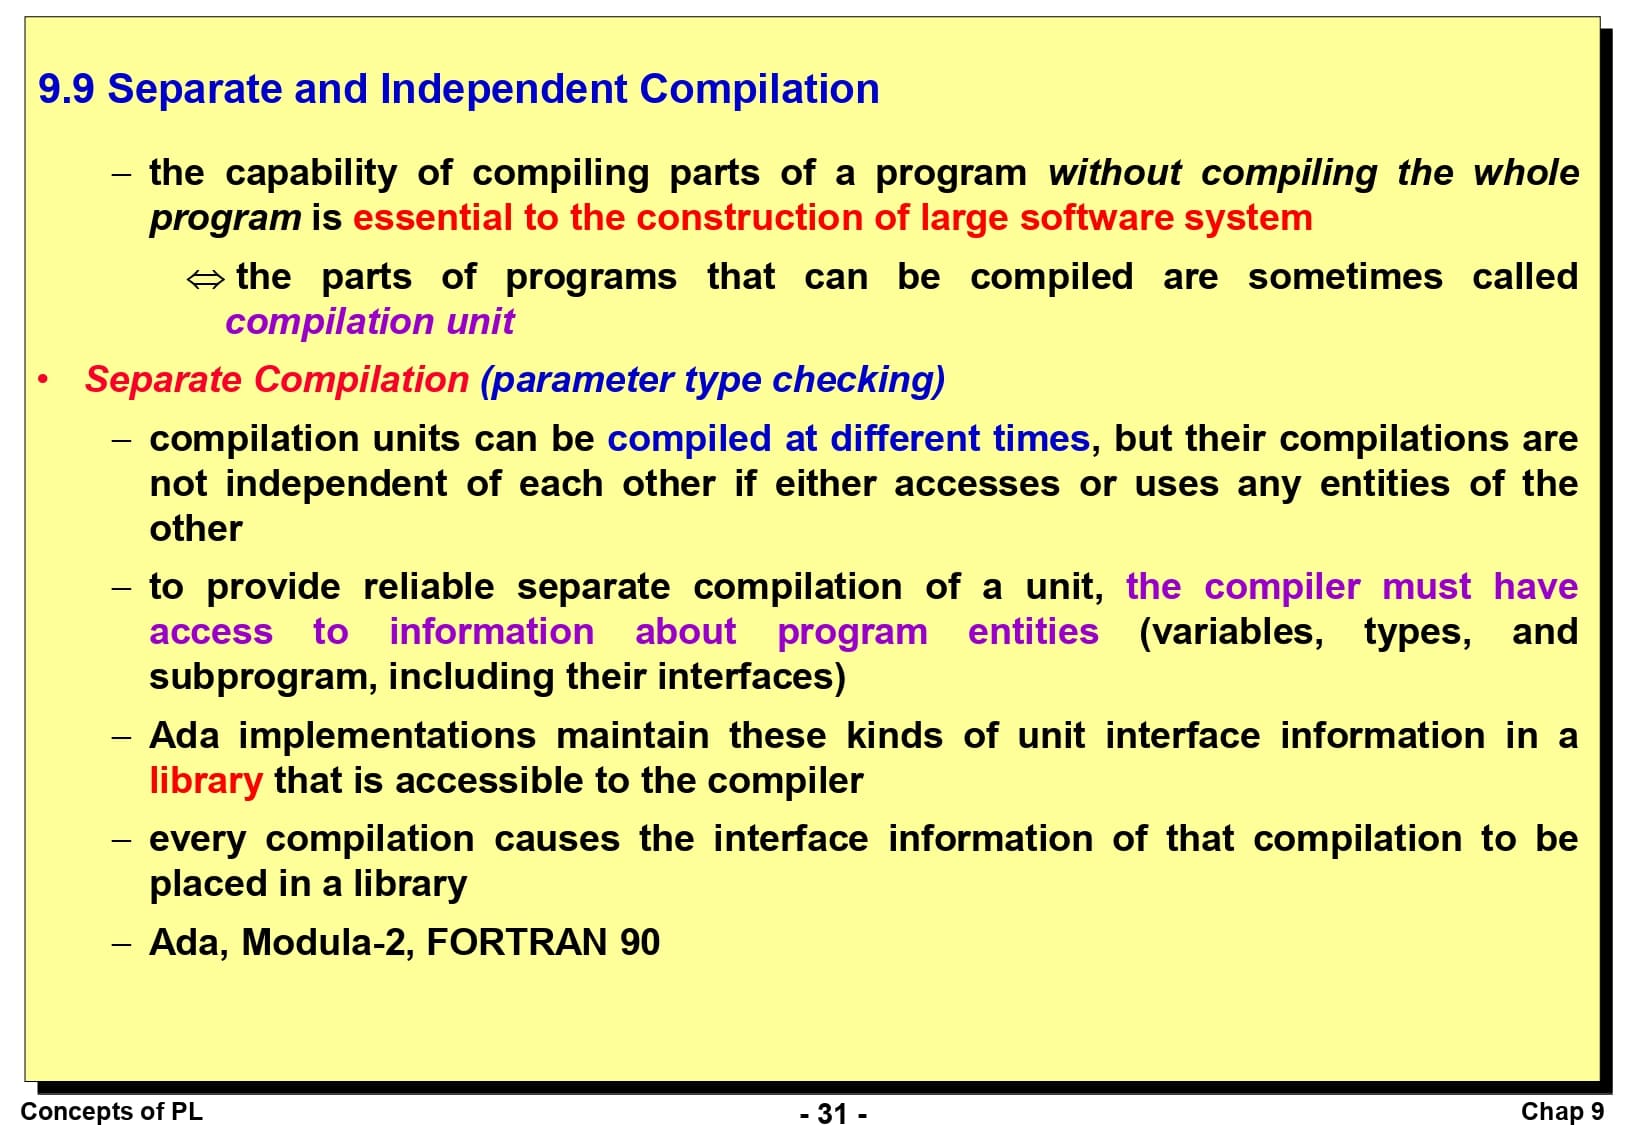 9.9 Separate and Independent Compilation
– the capability of compiling parts of a program without compiling the whole
program is essential to the construction of large software system
⇔ the parts of programs that can be compiled are sometimes called
compilation unit
• Separate Compilation (parameter type checking)
– compilation units can be compiled at different times, but their compilations are
not independent of each other if either accesses or uses any entities of the
other
– to provide reliable separate compilation of a unit, the compiler must have
access to information about program entities (variables, types, and
subprogram, including their interfaces)
– Ada implementations maintain these kinds of unit interface information in a
library that is accessible to the compiler
– every compilation causes the interface information of that compilation to be
placed in a library
– Ada, Modula-2, FORTRAN 90
Concepts of PL
- 31 -
Chap 9